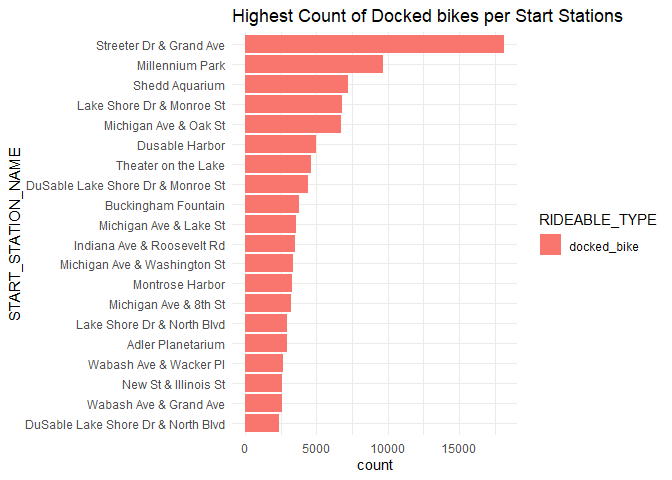 Highest Count of Docked bikes per Start Stations
START_STATION_NAME
Streeter Dr & Grand Ave
Millennium Park
Shedd Aquarium
Lake Shore Dr & Monroe St
Michigan Ave & Oak St
Dusable Harbor
Theater on the Lake
DuSable Lake Shore Dr & Monroe St
Buckingham Fountain
Michigan Ave & Lake St
Indiana Ave & Roosevelt Rd
Michigan Ave & Washington St
Montrose Harbor
Michigan Ave & 8th St
Lake Shore Dr & North Blvd
Adler Planetarium
Wabash Ave & Wacker Pl
New St & Illinois St
Wabash Ave & Grand Ave
DuSable Lake Shore Dr & North Blvd
0 5000 10000 15000
count
RIDEABLE_TYPE
docked_bike